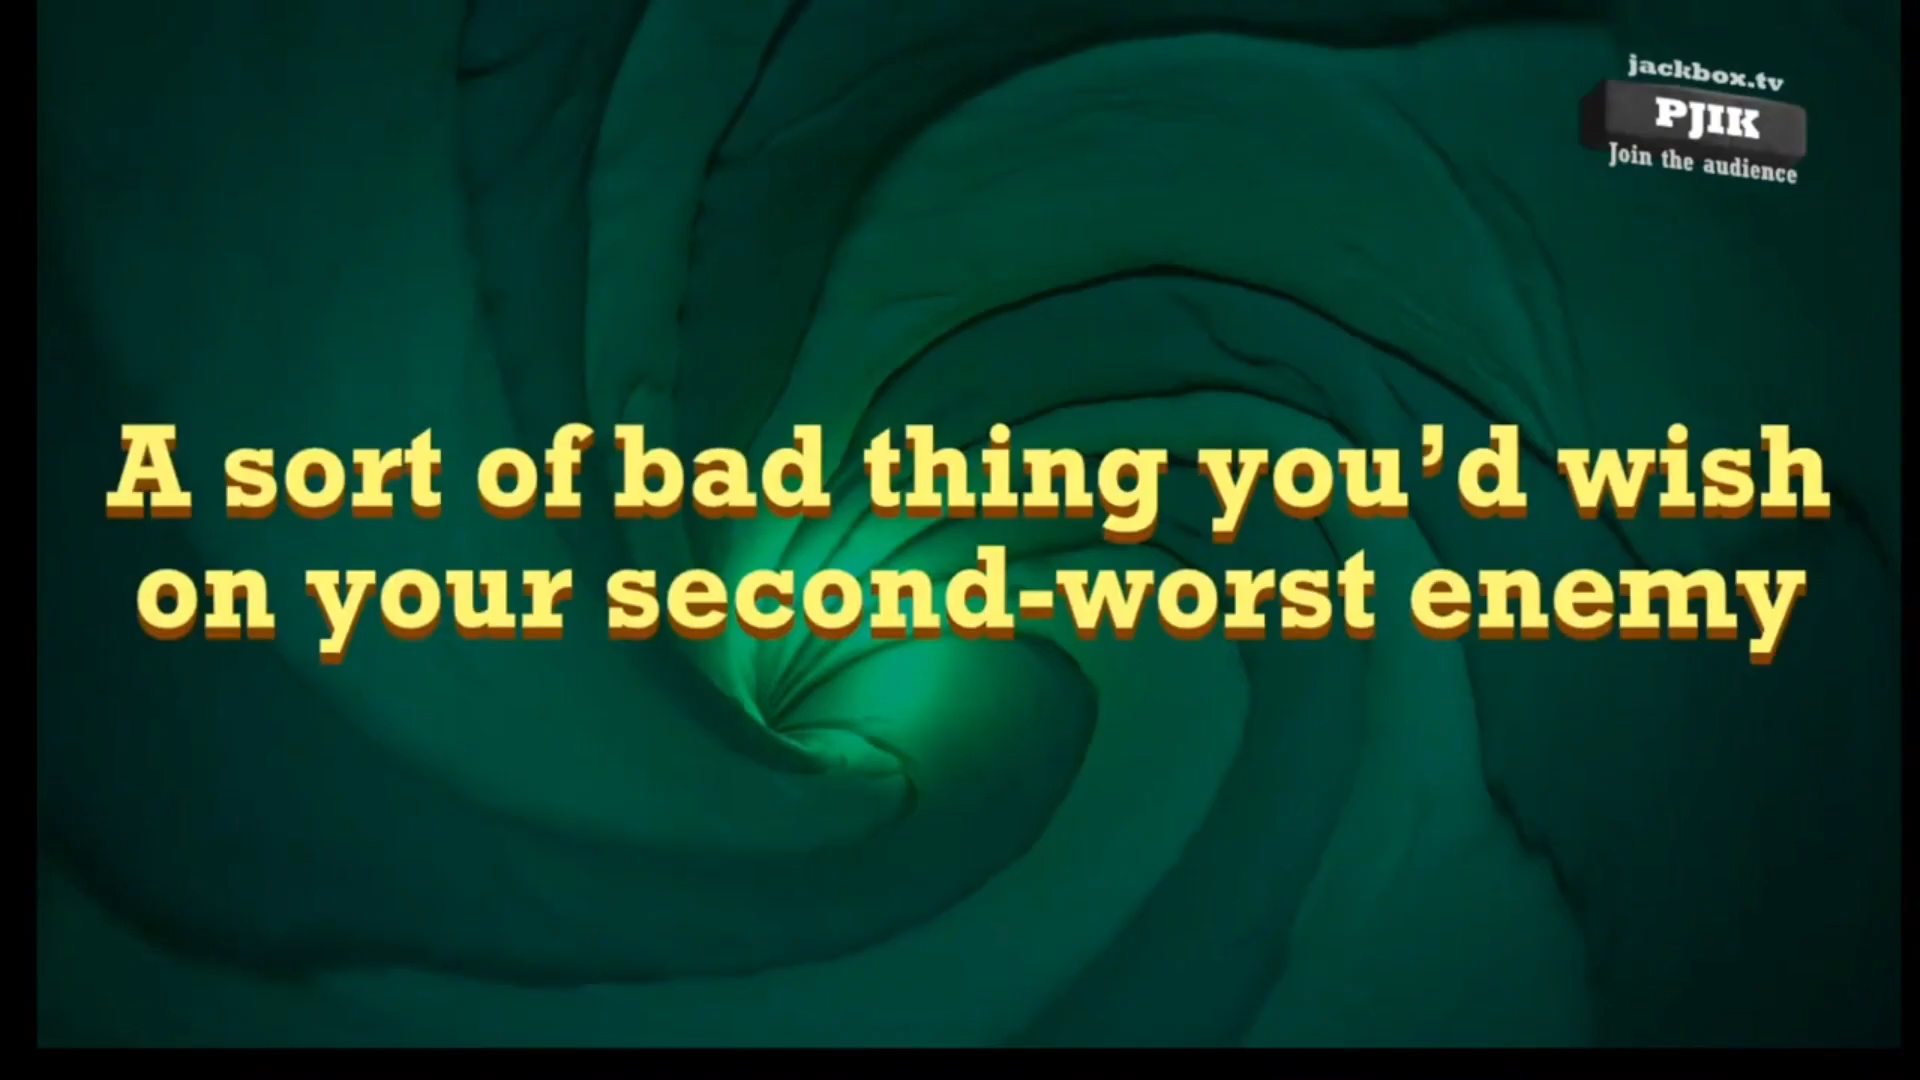 jackbox.tv
PJIK
Join the audience
A sort of bad thing you’d wish
on your second-worst enemy